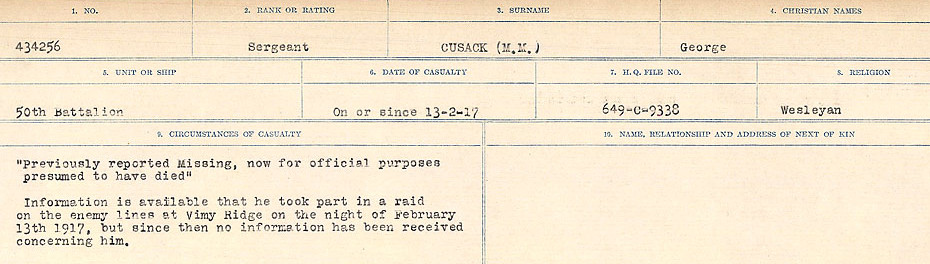 1. NO. 2. RANK OR RATING 3. SURNAME 4. CHRISTIAN NAMES
434256 Sergeant CUSACK (M.M.) George
5. UNIT OR SHIP 6. DATE OF CASUALTY 7. H.Q. FILE NO. 8. RELIGION
50th Battalion On or since 13-2-17 649-C-9338 Wesleyan
9. CIRCUMSTANCES OF CASUALTY 10. NAME, RELATIONSHIP AND ADDRESS OF NEXT OF KIN
"Previously reported Missing, now for official purposes
presumed to have died"
Information is available that he took part in a raid
on the enemy lines at Vimy Ridge on the night of February
13th 1917, but since then no information has been received
concerning him.